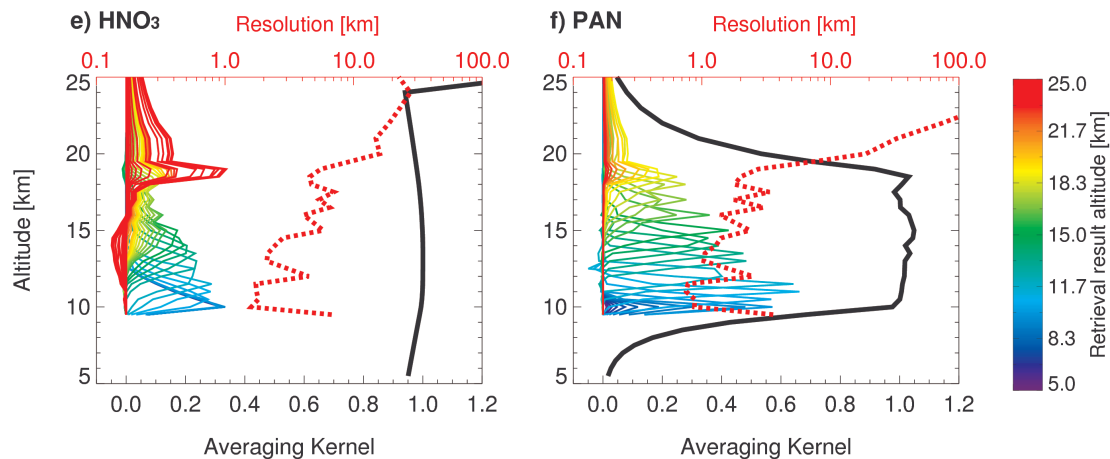 e) HNO₃
Resolution [km]
0.1 1.0 10.0 100.0
25
20
15
10
5
Altitude [km]
0.0 0.2 0.4 0.6 0.8 1.0 1.2
Averaging Kernel
f) PAN
Resolution [km]
0.1 1.0 10.0 100.0
25
20
15
10
5
0.0 0.2 0.4 0.6 0.8 1.0 1.2
Averaging Kernel
25.0
21.7
18.3
15.0
11.7
8.3
5.0
Retrieval result altitude [km]